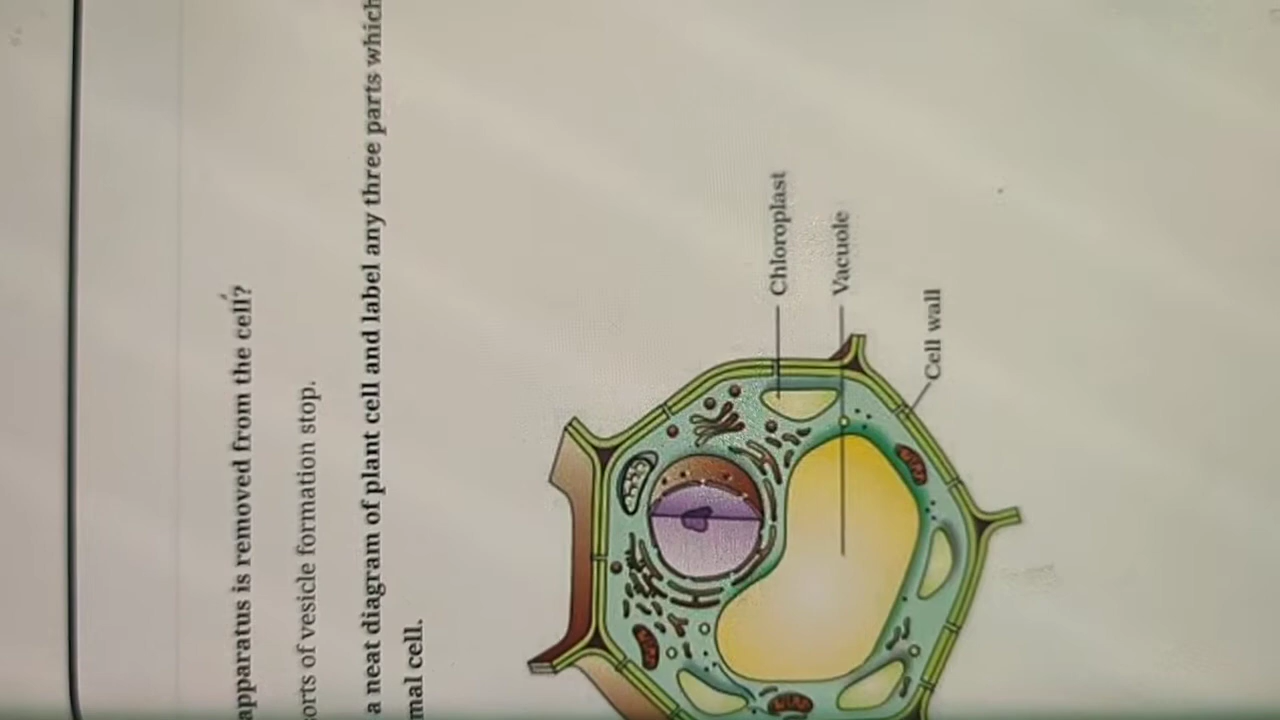 apparatus is removed from the cell?
orts of vesicle formation stop.
a neat diagram of plant cell and label any three parts which
mal cell.
Chloroplast
Vacuole
Cell wall